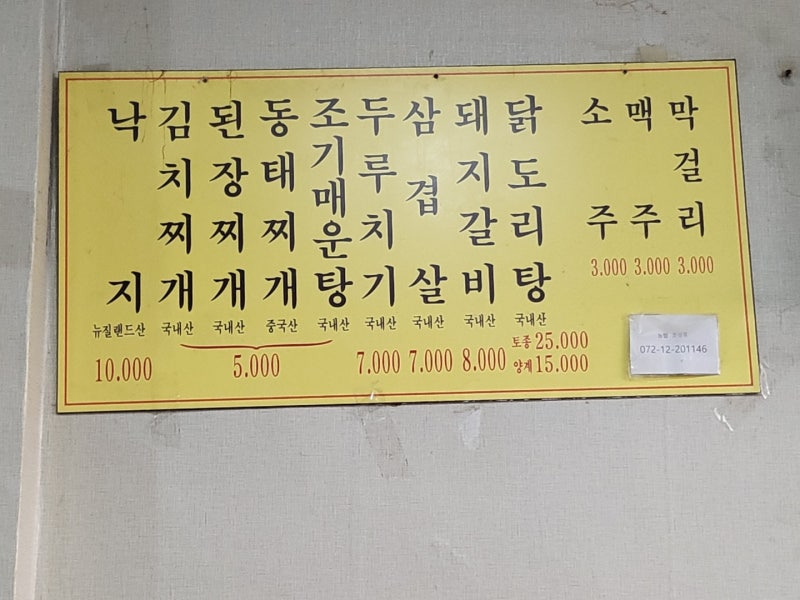 낙지
김치찌개
된장찌개
동태찌개
조기매운탕
두루치기
삼겹살
돼지갈비
닭도리탕
소주
맥주
막걸리
3.000 3.000 3.000
뉴질랜드산 국내산 국내산 중국산 국내산 국내산 국내산 국내산 국내산
10.000 5.000 7.000 7.000 8.000
토종 25.000
양계 15.000
농협
072-12-201146